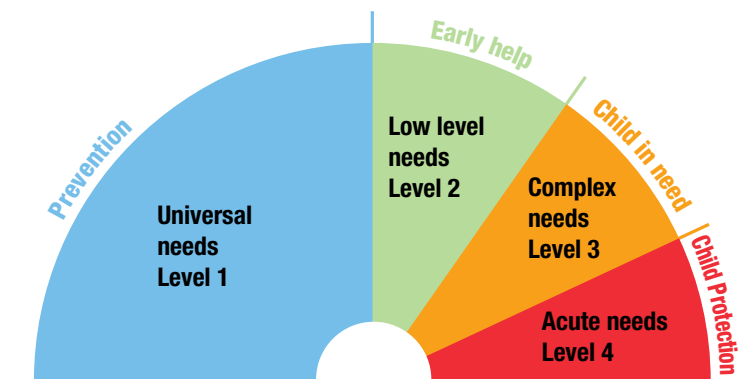 Prevention
Early help
Child in need
Child Protection
Universal
needs
Level 1
Low level
needs
Level 2
Complex
needs
Level 3
Acute needs
Level 4